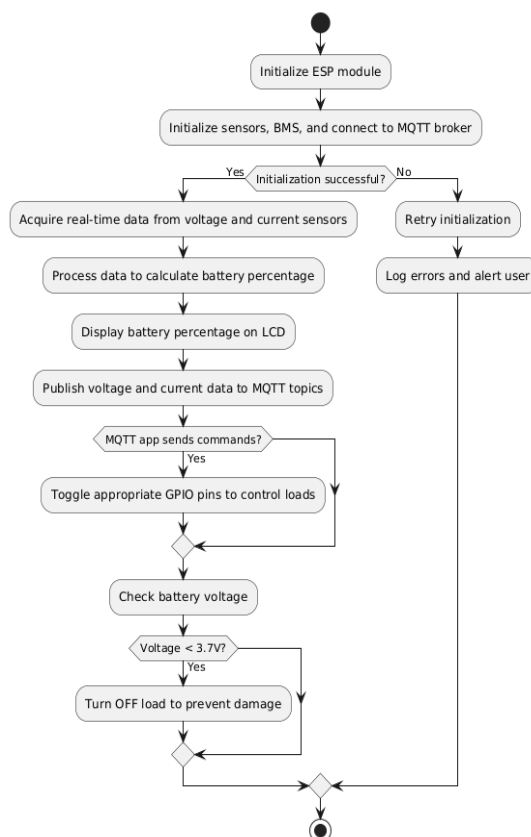 Initialize ESP module
Initialize sensors, BMS, and connect to MQTT broker
Yes
Initialization successful?
No
Acquire real-time data from voltage and current sensors
Retry initialization
Process data to calculate battery percentage
Log errors and alert user
Display battery percentage on LCD
Publish voltage and current data to MQTT topics
MQTT app sends commands?
Yes
Toggle appropriate GPIO pins to control loads
Check battery voltage
Voltage < 3.7V?
Yes
Turn OFF load to prevent damage